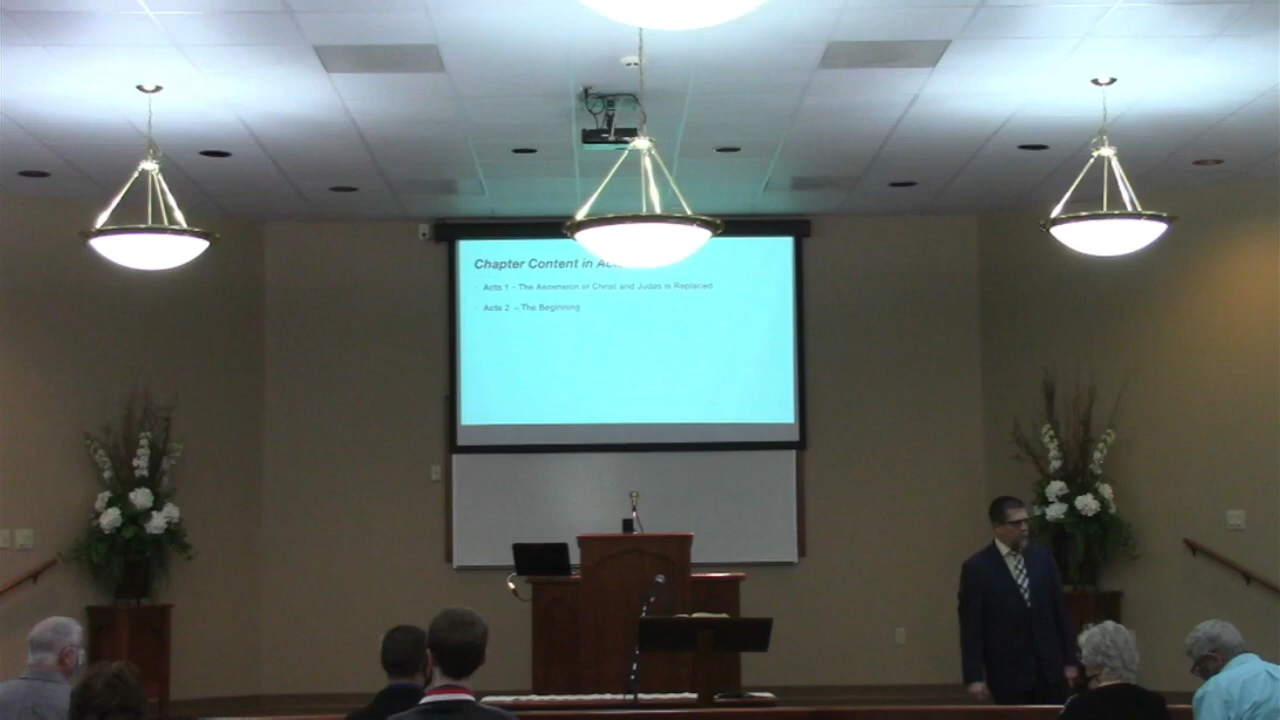 Chapter Content in
Acts 1 - The Ascension of Christ and Judas is Replaced
Acts 2 – The Beginning